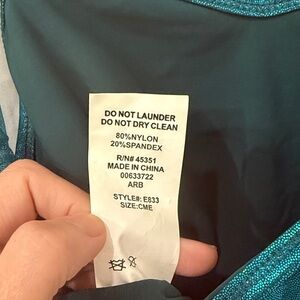 DO NOT LAUNDER
DO NOT DRY CLEAN
80%NYLON
20%SPANDEX
R/N# 45351
MADE IN CHINA
00633722
ARB
STYLE#: E833
SIZE:CME